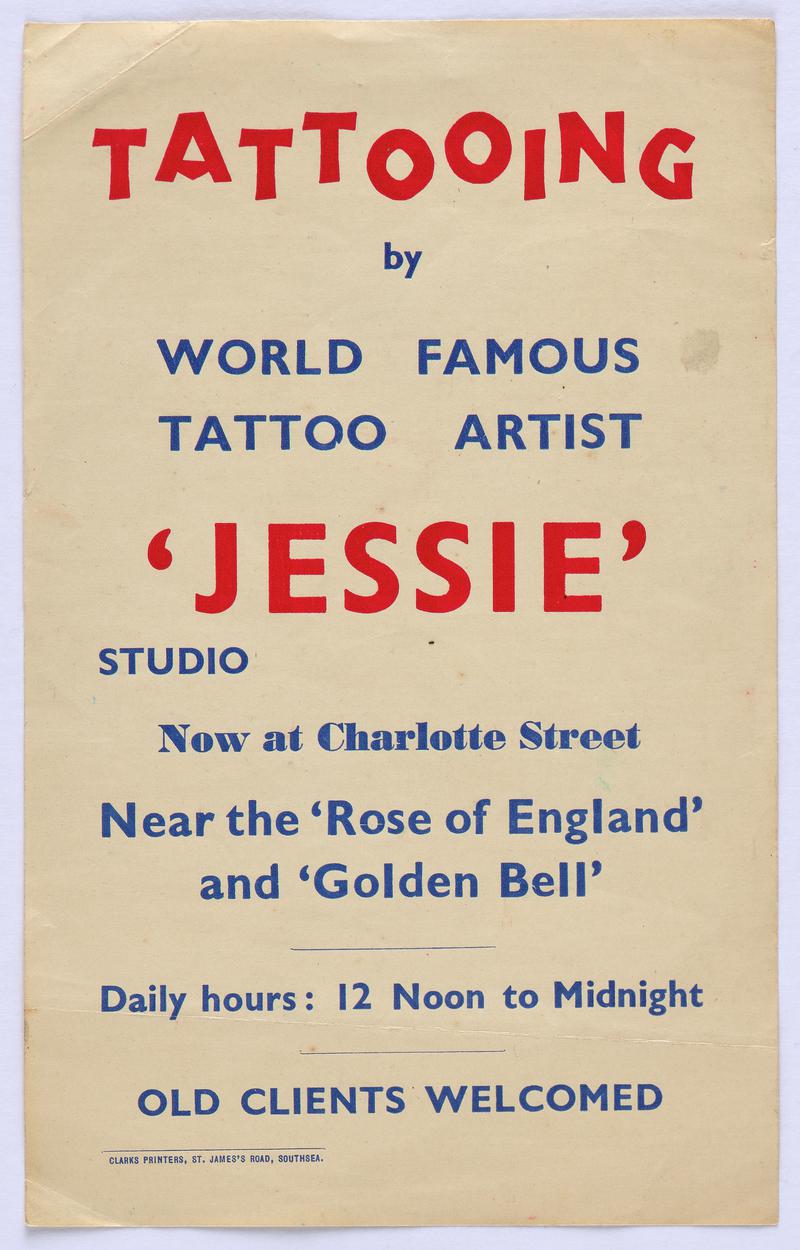 TATTOOING
by
WORLD FAMOUS
TATTOO ARTIST
‘JESSIE’
STUDIO
Now at Charlotte Street
Near the ‘Rose of England’
and ‘Golden Bell’
Daily hours: 12 Noon to Midnight
OLD CLIENTS WELCOMED
CLARKS PRINTERS, ST. JAMES'S ROAD, SOUTHSEA.